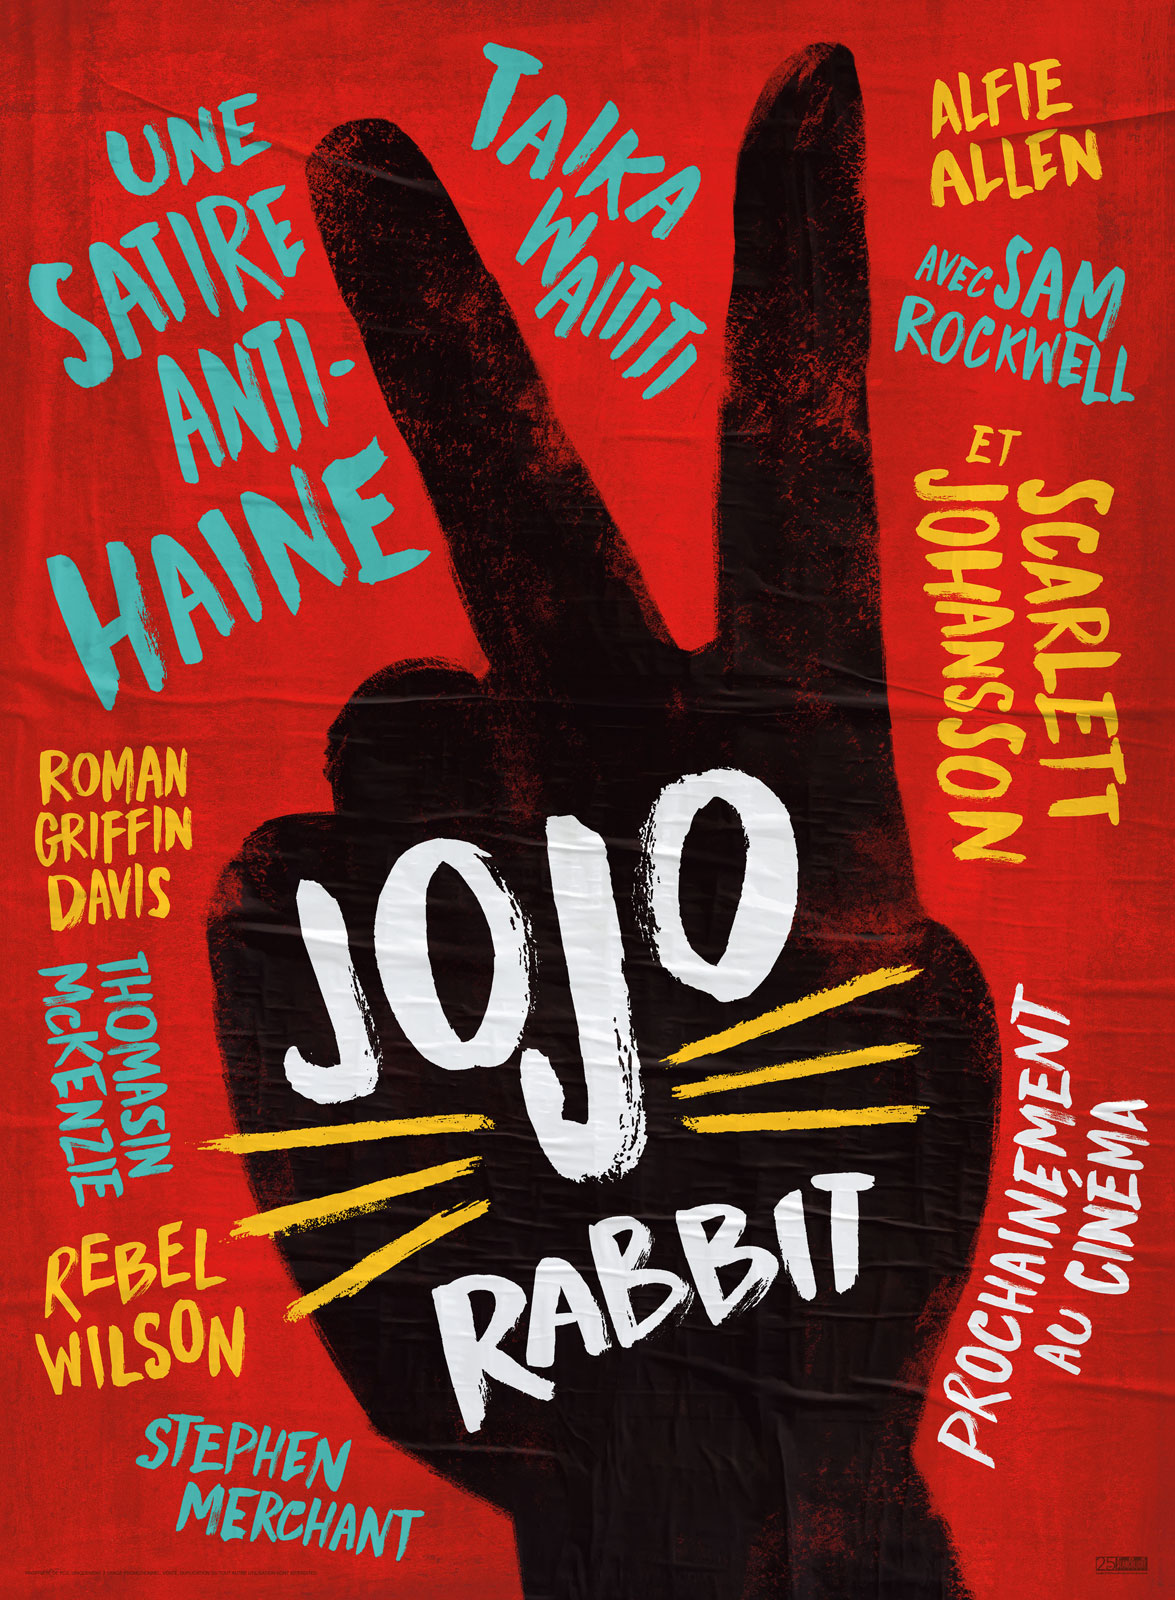 UNE
SATIRE
ANTI-
HAINE
TAIKA
WAITITI
ALFIE
ALLEN
AVEC SAM
ROCKWELL
ET
SCARLETT
JOHANSSON
ROMAN
GRIFFIN
DAVIS
THOMASIN
McKENZIE
REBEL
WILSON
STEPHEN
MERCHANT
JOJO
RABBIT
PROCHAINEMENT
AU CINÉMA